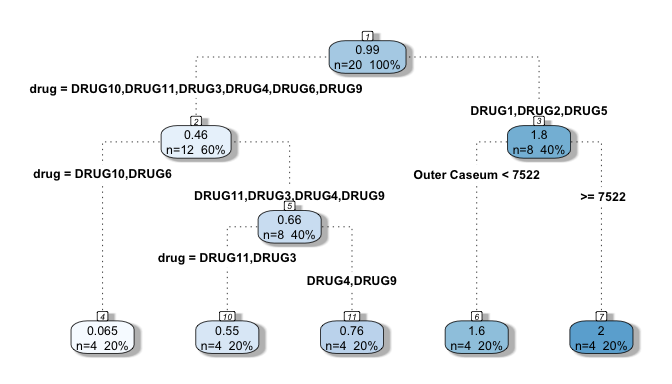 1
0.99
n=20 100%
drug = DRUG10,DRUG11,DRUG3,DRUG4,DRUG6,DRUG9
DRUG1,DRUG2,DRUG5
2
0.46
n=12 60%
3
1.8
n=8 40%
drug = DRUG10,DRUG6
DRUG11,DRUG3,DRUG4,DRUG9
Outer Caseum < 7522
>= 7522
5
0.66
n=8 40%
drug = DRUG11,DRUG3
DRUG4,DRUG9
4
0.065
n=4 20%
10
0.55
n=4 20%
11
0.76
n=4 20%
6
1.6
n=4 20%
7
2
n=4 20%